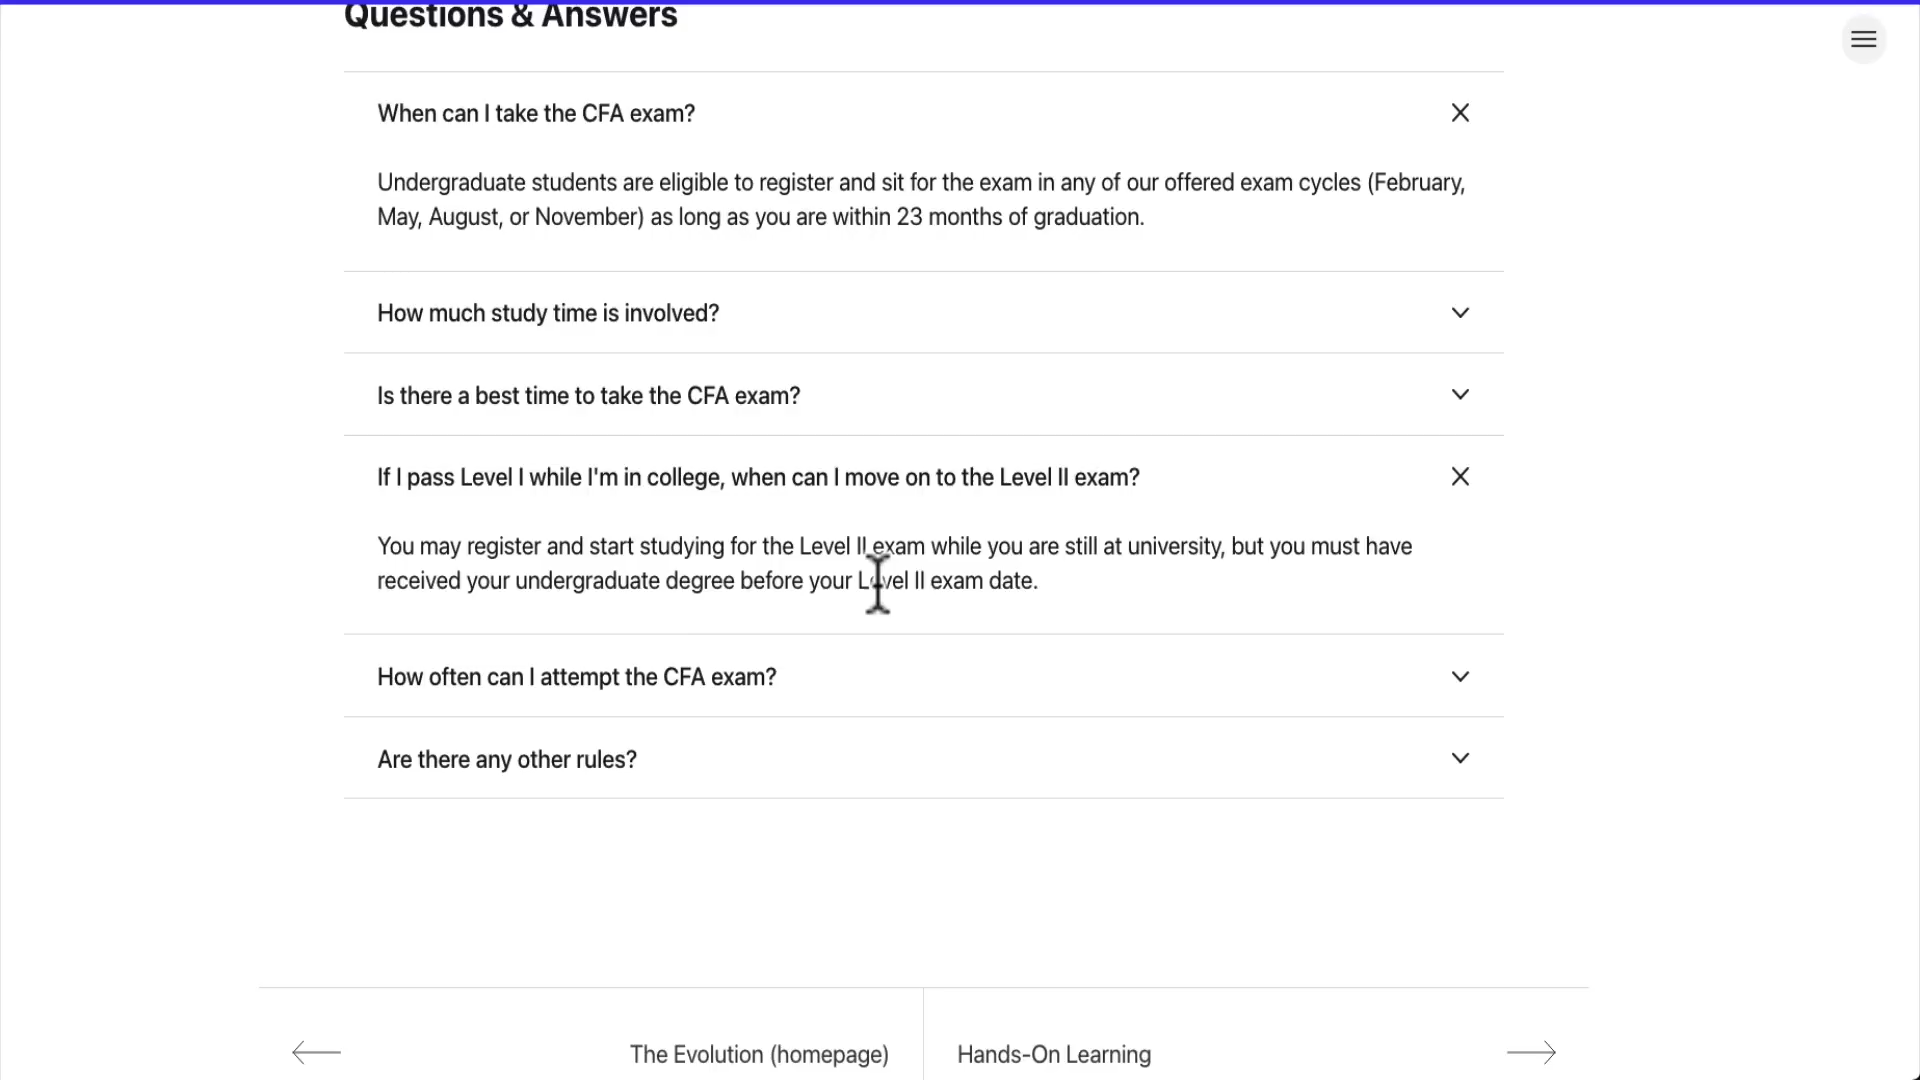 Questions & Answers
When can I take the CFA exam?
Undergraduate students are eligible to register and sit for the exam in any of our offered exam cycles (February,
May, August, or November) as long as you are within 23 months of graduation.
How much study time is involved?
Is there a best time to take the CFA exam?
If I pass Level I while I'm in college, when can I move on to the Level II exam?
You may register and start studying for the Level II exam while you are still at university, but you must have
received your undergraduate degree before your Level II exam date.
How often can I attempt the CFA exam?
Are there any other rules?
The Evolution (homepage)
Hands-On Learning